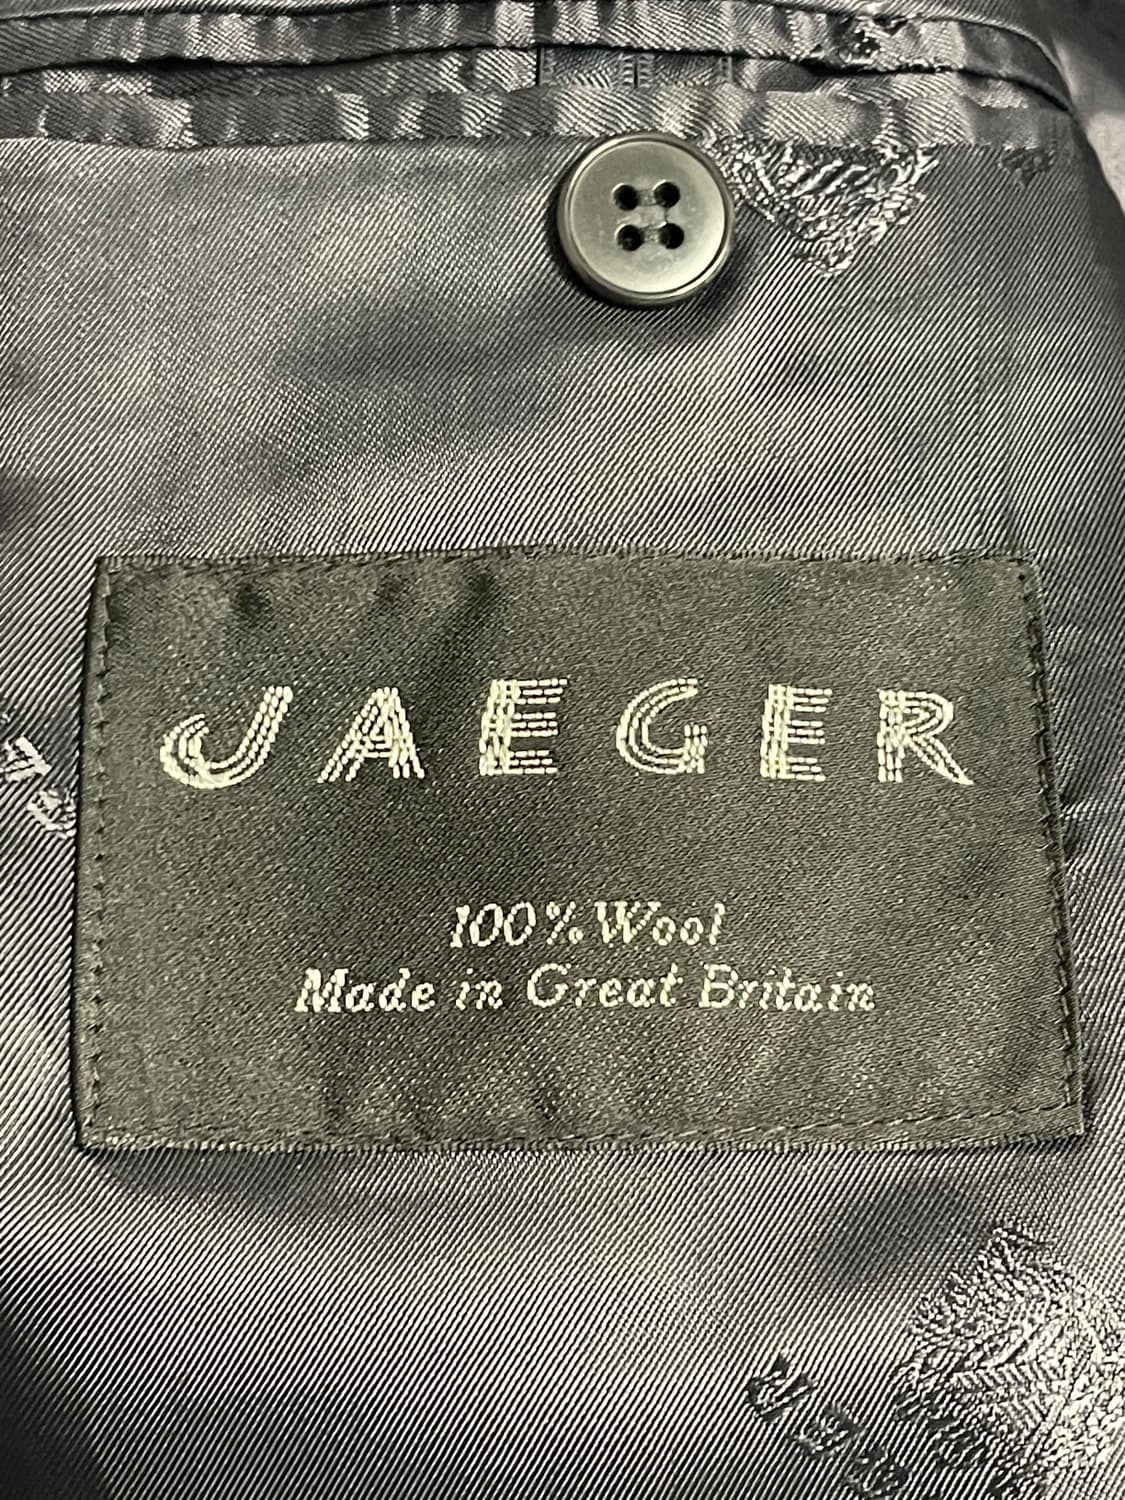 JAEGER
100% Wool
Made in Great Britain